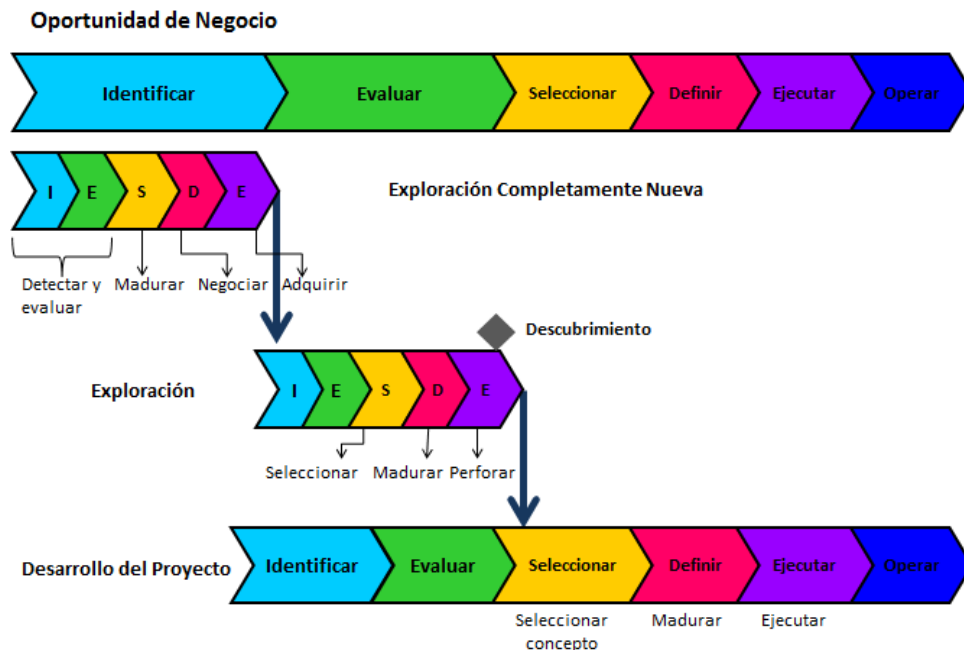 Oportunidad de Negocio
Identificar Evaluar Seleccionar Definir Ejecutar Operar
I E S D E
Exploración Completamente Nueva
Detectar y Madurar Negociar Adquirir
evaluar
Descubrimiento
Exploración
I E S D E
Seleccionar Madurar Perforar
Desarrollo del Proyecto
Identificar Evaluar Seleccionar Definir Ejecutar Operar
Seleccionar Madurar Ejecutar
concepto